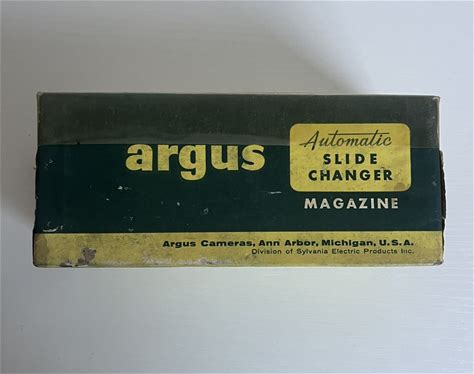 argus
Automatic
SLIDE
CHANGER
MAGAZINE
Argus Cameras, Ann Arbor, Michigan, U.S.A.
Division of Sylvania Electric Products Inc.